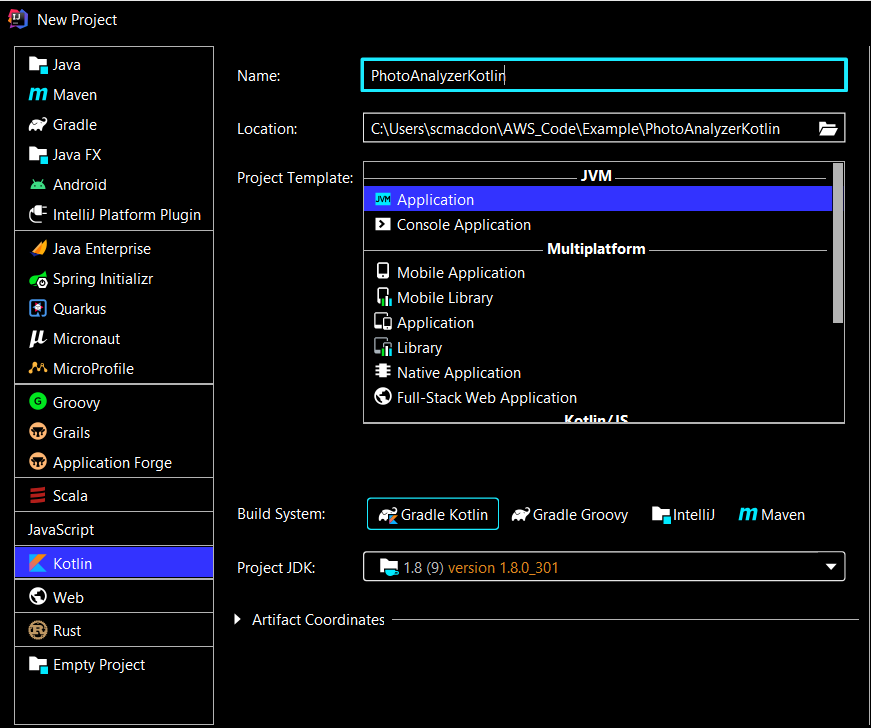 New Project
Java
Maven
Gradle
Java FX
Android
IntelliJ Platform Plugin
Java Enterprise
Spring Initializr
Quarkus
Micronaut
MicroProfile
Groovy
Grails
Application Forge
Scala
JavaScript
Kotlin
Web
Rust
Empty Project
Name: PhotoAnalyzerKotlin
Location: C:\Users\scmacdon\AWS_Code\Example\PhotoAnalyzerKotlin
Project Template:
JVM
JVM Application
Console Application
Multiplatform
Mobile Application
Mobile Library
Application
Library
Native Application
Full-Stack Web Application
Kotlin/JS
Build System: Gradle Kotlin Gradle Groovy IntelliJ m Maven
Project JDK: 1.8 (9) version 1.8.0_301
Artifact Coordinates